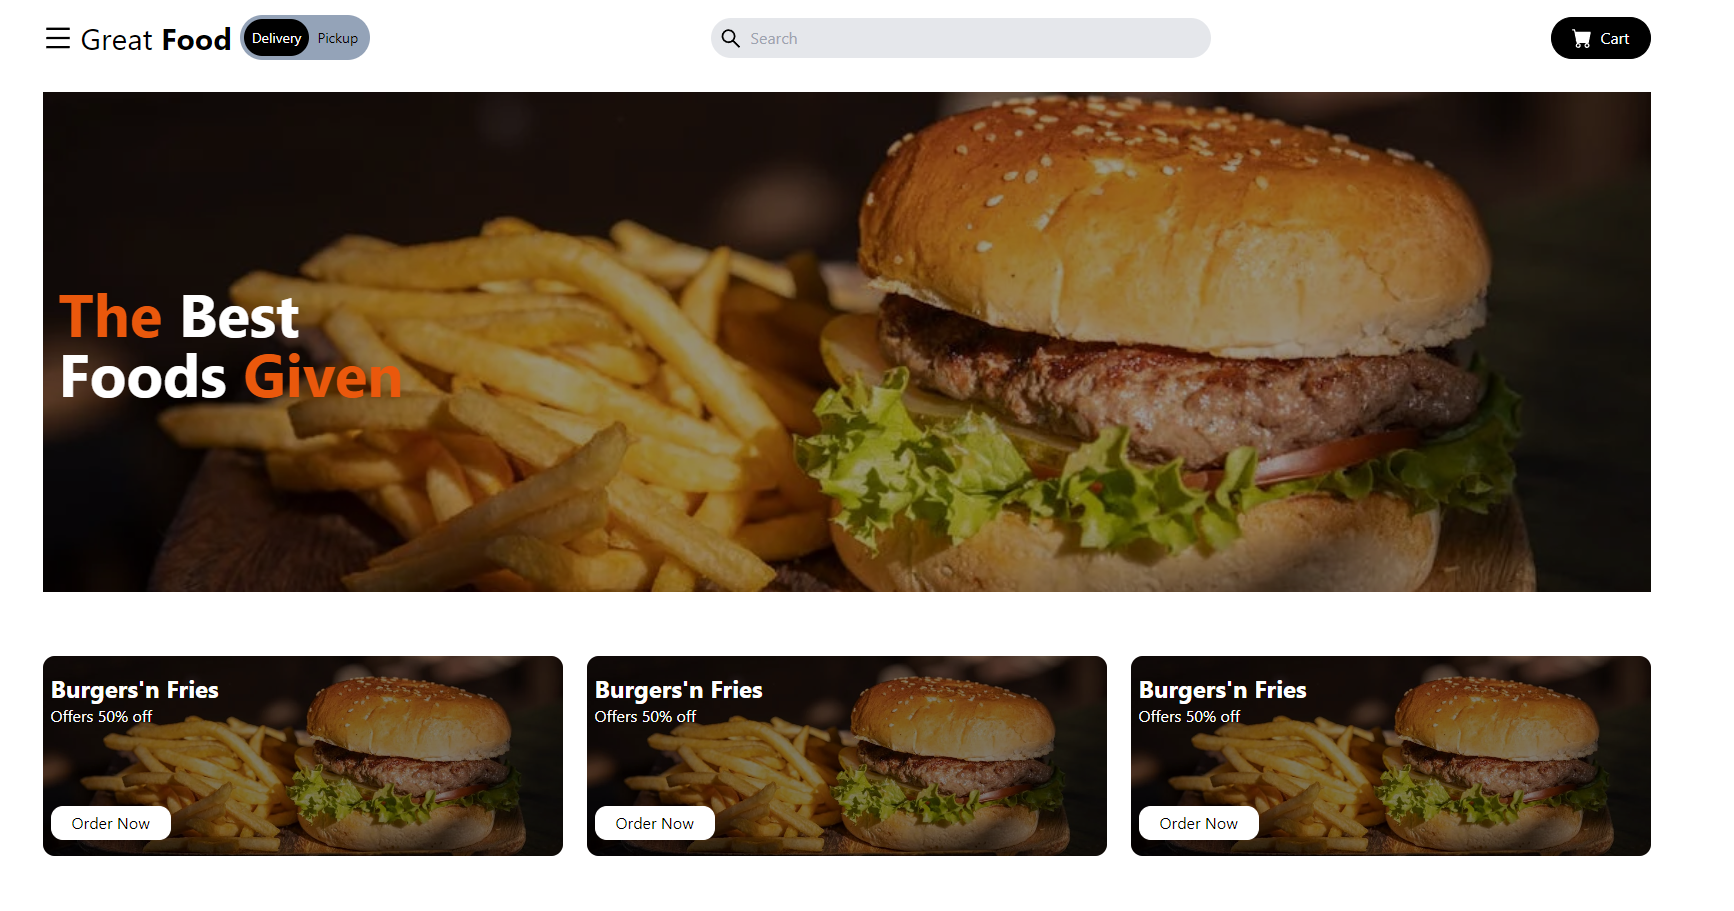 Great Food Delivery Pickup Search Cart
The Best
Foods Given
Burgers'n Fries
Offers 50% off
Order Now
Burgers'n Fries
Offers 50% off
Order Now
Burgers'n Fries
Offers 50% off
Order Now